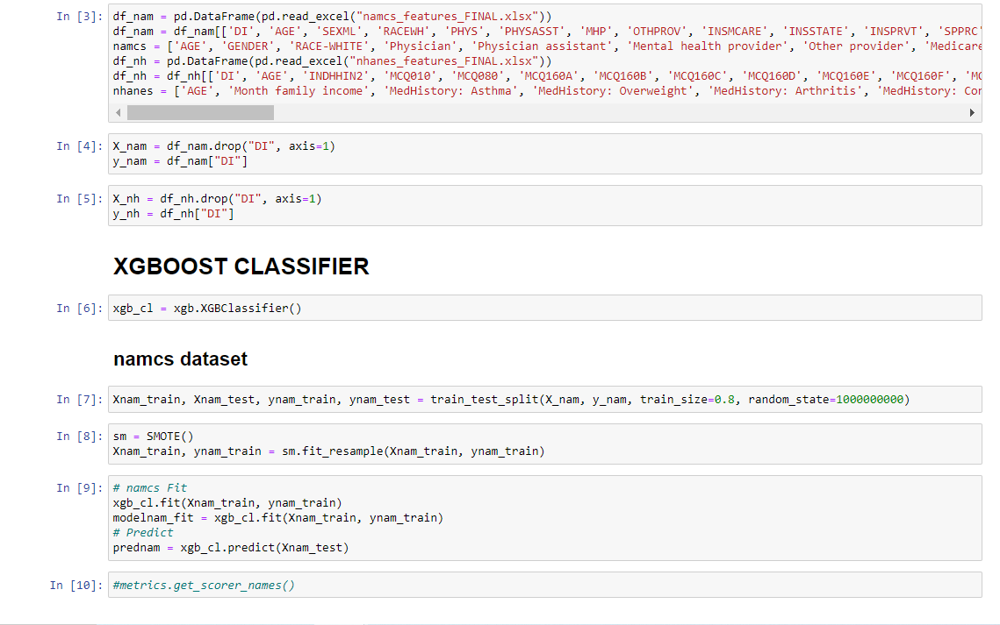 In [3]:
df_nam = pd.DataFrame(pd.read_excel("namcs_features_FINAL.xlsx"))
df_nam = df_nam[['DI', 'AGE', 'SEXML', 'RACEWH', 'PHYS', 'PHYSASST', 'MHP', 'OTHPROV', 'INSMCARE', 'INSSTATE', 'INSPRVT', 'SPPRC'
namcs = ['AGE', 'GENDER', 'RACE-WHITE', 'Physician', 'Physician assistant', 'Mental health provider', 'Other provider', 'Medicare
df_nh = pd.DataFrame(pd.read_excel("nhanes_features_FINAL.xlsx"))
df_nh = df_nh[['DI', 'AGE', 'INDHHIN2', 'MCQ010', 'MCQ080', 'MCQ160A', 'MCQ160B', 'MCQ160C', 'MCQ160D', 'MCQ160E', 'MCQ160F', 'MC
nhanes = ['AGE', 'Month family income', 'MedHistory: Asthma', 'MedHistory: Overweight', 'MedHistory: Arthritis', 'MedHistory: Con
In [4]:
X_nam = df_nam.drop("DI", axis=1)
y_nam = df_nam["DI"]
In [5]:
X_nh = df_nh.drop("DI", axis=1)
y_nh = df_nh["DI"]
XGBOOST CLASSIFIER
In [6]:
xgb_cl = xgb.XGBClassifier()
namcs dataset
In [7]:
Xnam_train, Xnam_test, ynam_train, ynam_test = train_test_split(X_nam, y_nam, train_size=0.8, random_state=1000000000)
In [8]:
sm = SMOTE()
Xnam_train, ynam_train = sm.fit_resample(Xnam_train, ynam_train)
In [9]:
# namcs Fit
xgb_cl.fit(Xnam_train, ynam_train)
modelnam_fit = xgb_cl.fit(Xnam_train, ynam_train)
# Predict
prednam = xgb_cl.predict(Xnam_test)
In [10]:
#metrics.get_scorer_names()